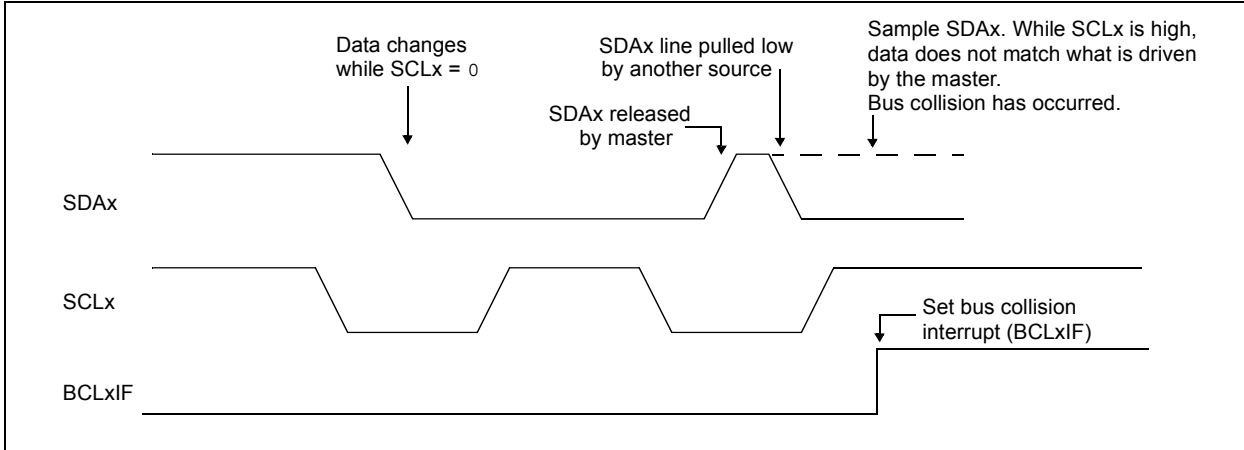 Data changes
while SCLx = 0
SDAx line pulled low
by another source
SDAx released
by master
Sample SDAx. While SCLx is high,
data does not match what is driven
by the master.
Bus collision has occurred.
SDAx
SCLx
Set bus collision
interrupt (BCLxIF)
BCLxIF